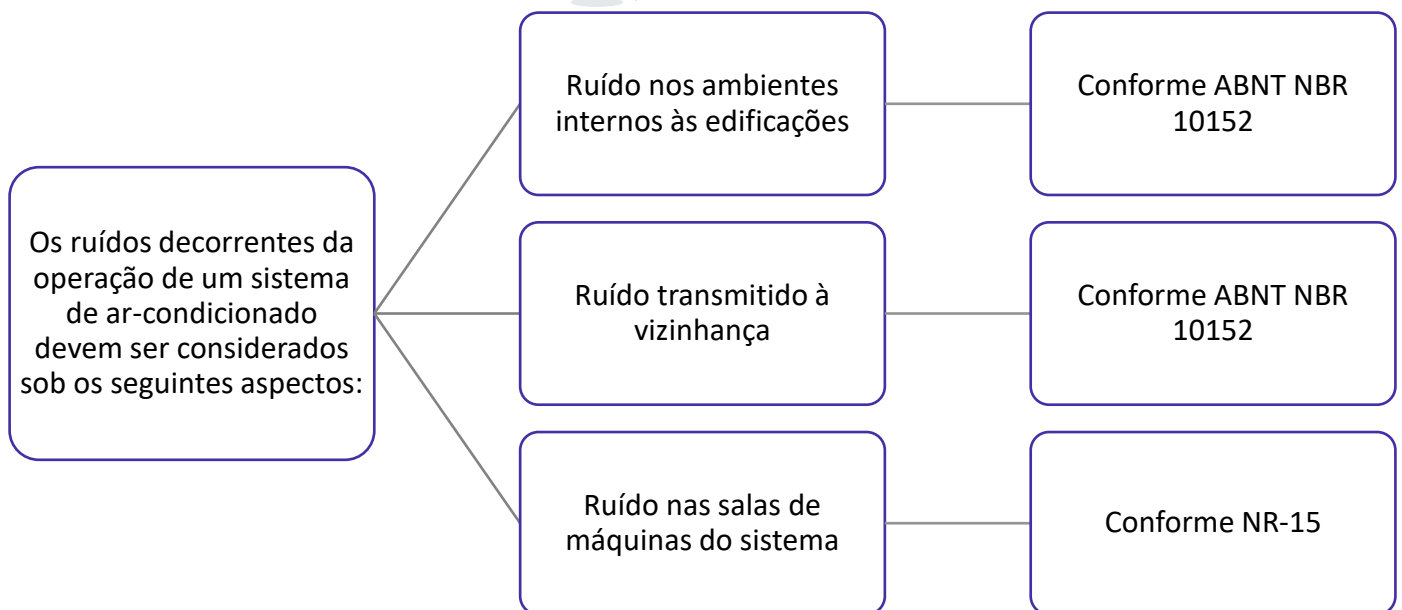 Os ruídos decorrentes da
operação de um sistema
de ar-condicionado
devem ser considerados
sob os seguintes aspectos:
Ruído nos ambientes
internos às edificações
Conforme ABNT NBR
10152
Ruído transmitido à
vizinhança
Conforme ABNT NBR
10152
Ruído nas salas de
máquinas do sistema
Conforme NR-15